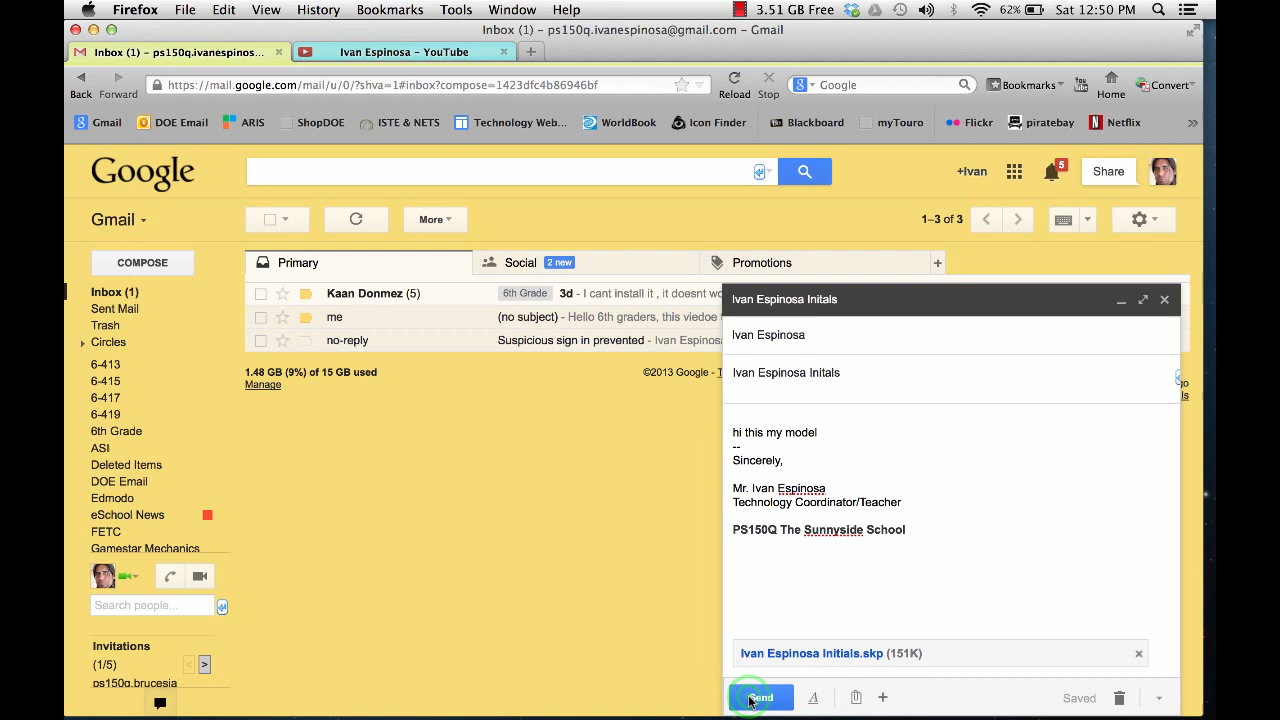 Firefox File Edit View History Bookmarks Tools Window Help 3.51 GB Free 62% Sat 12:50 PM
Inbox (1) – ps150q.ivanespinosa@gmail.com – Gmail
Inbox (1) – ps150q.ivanespinos... Ivan Espinosa – YouTube
Back Forward https://mail.google.com/mail/u/0/?shva=1#inbox?compose=1423dfc4b86946bf Reload Stop Google Bookmarks Home Convert
Gmail DOE Email ARIS ShopDOE ISTE & NETS Technology Web... WorldBook Icon Finder Blackboard myTouro Flickr piratebay Netflix
Google +Ivan 5 Share
Gmail More 1–3 of 3
COMPOSE Primary Social 2 new Promotions
Inbox (1)
Sent Mail
Trash
Circles
6-413
6-415
6-417
6-419
6th Grade
ASI
Deleted Items
DOE Email
Edmodo
eSchool News
FETC
Gamestar Mechanics
Search people...
Invitations
(1/5)
ps150q.brucesia
Kaan Donmez (5) 6th Grade 3d - I cant install it , it doesnt wo
me (no subject) - Hello 6th graders, this viedoe
no-reply Suspicious sign in prevented - Ivan Espinosa
1.48 GB (9%) of 15 GB used
Manage
©2013 Google - T
Ivan Espinosa Initals
Ivan Espinosa
Ivan Espinosa Initals
hi this my model
--
Sincerely,
Mr. Ivan Espinosa
Technology Coordinator/Teacher
PS150Q The Sunnyside School
Ivan Espinosa Initials.skp (151K)
Send Saved